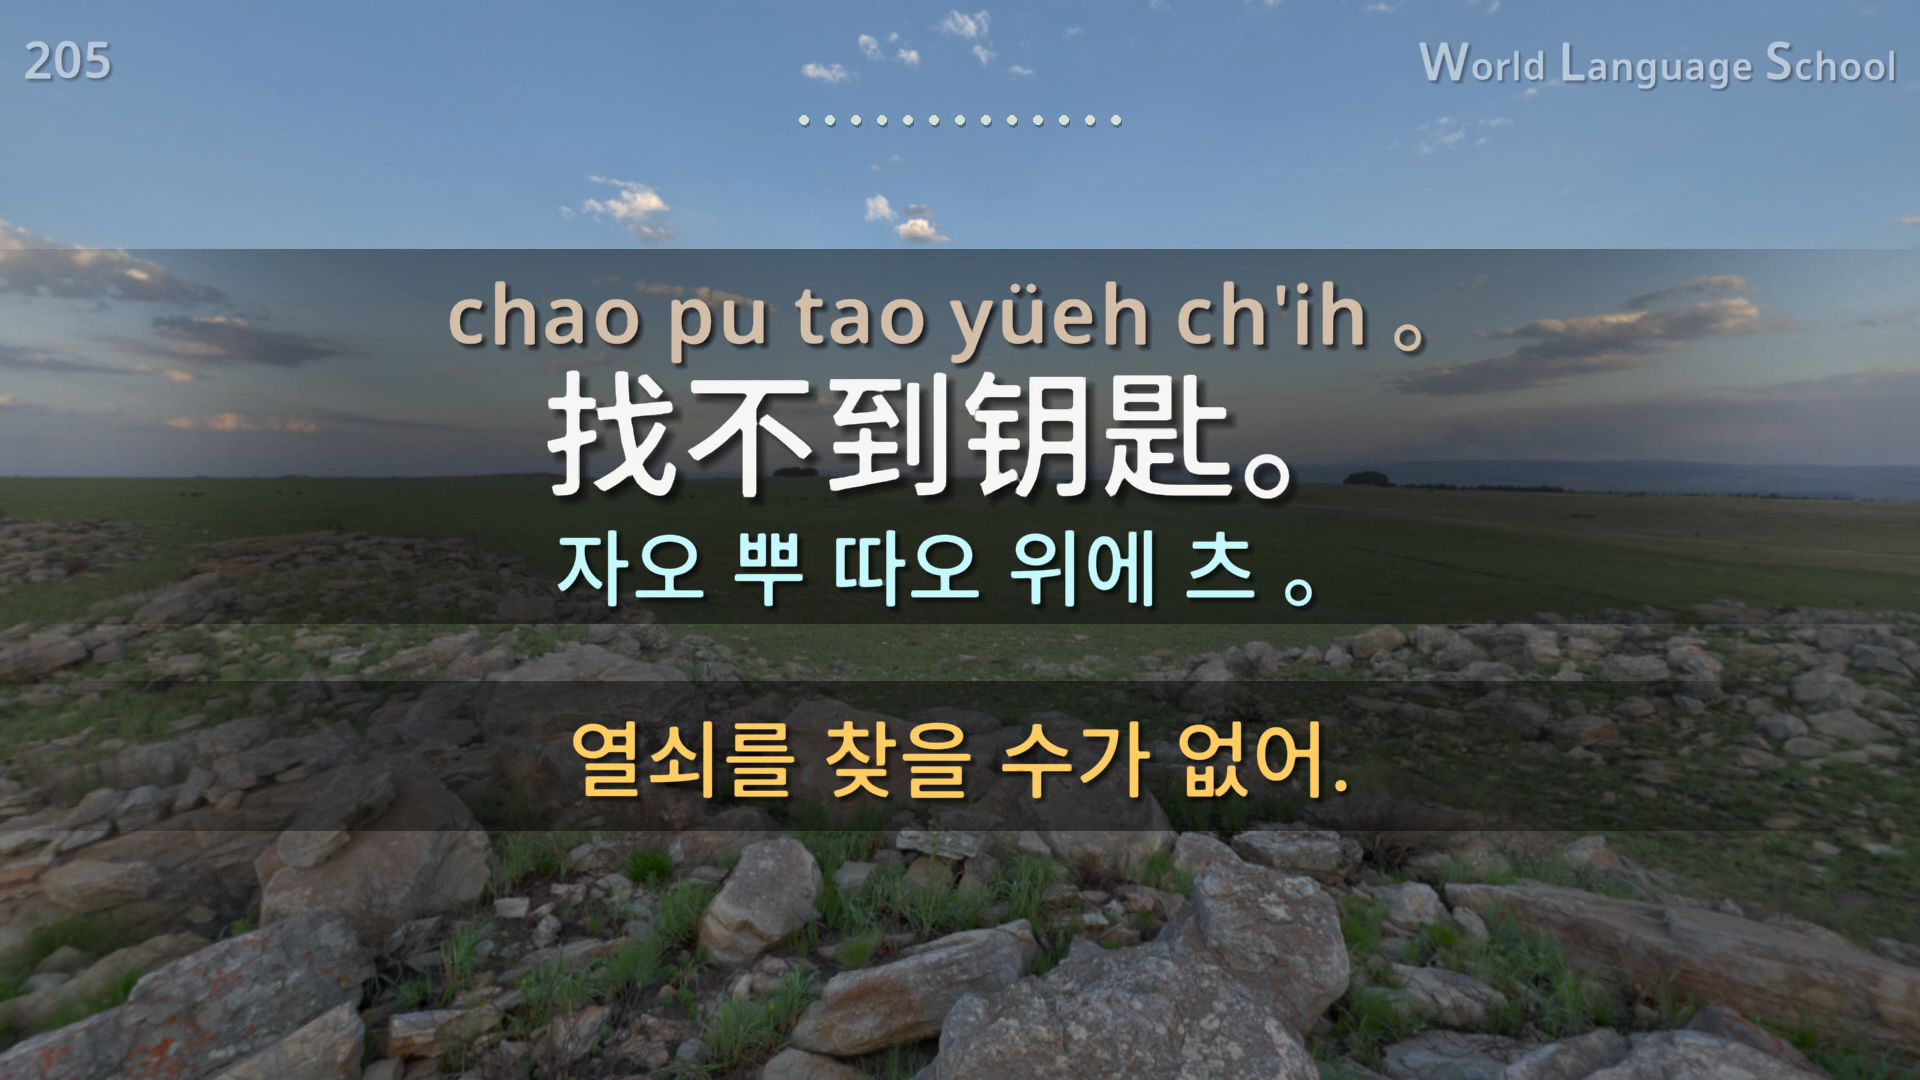 205
World Language School
chao pu tao yüeh ch'ih 。
找不到钥匙。
자오 뿌 따오 위에 츠 。
열쇠를 찾을 수가 없어.